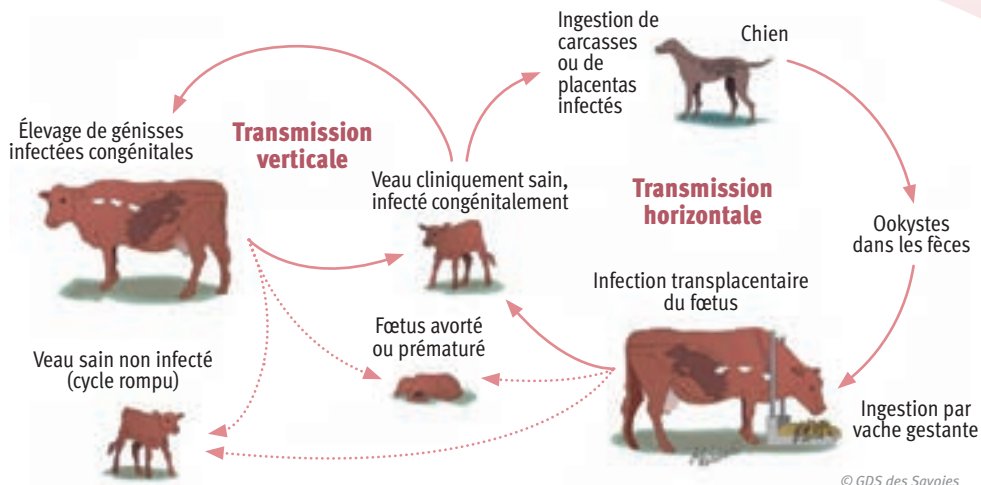 Ingestion de
carcasses
ou de
placentas
infectés
Chien
Élevage de génisses
infectées congénitales
Transmission
verticale
Veau cliniquement sain,
infecté congénitalement
Transmission
horizontale
Ookystes
dans les fèces
Infection transplacentaire
du fœtus
Fœtus avorté
ou prématuré
Veau sain non infecté
(cycle rompu)
Ingestion par
vache gestante
© GDS des Savoies